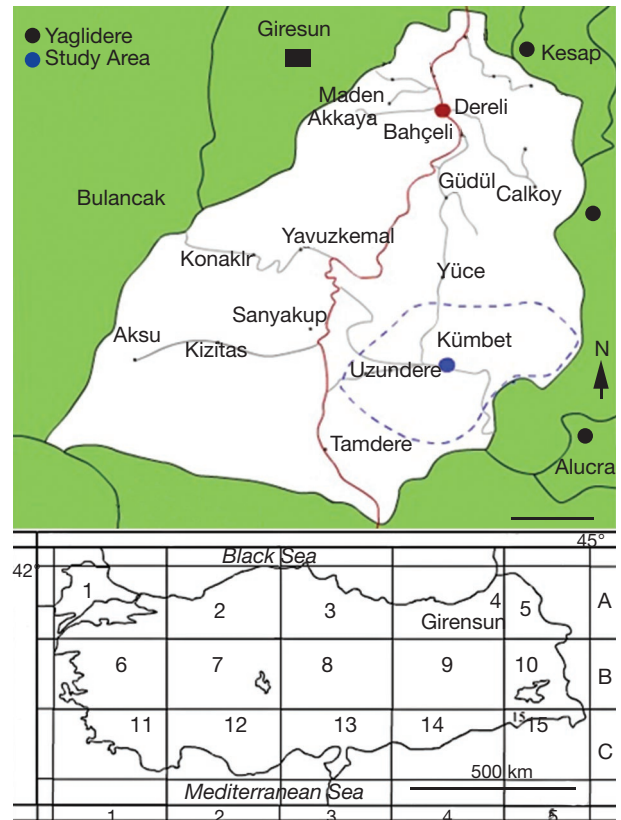 Yaglidere
Study Area
Giresun
Kesap
Maden
Akkaya
Dereli
Bahçeli
Güdül
Calkoy
Bulancak
Yavuzkemal
Konaklr
Yüce
Sanyakup
Aksu
Kizitas
Kümbet
Uzundere
N
Tamdere
Alucra
45°
Black Sea
42°
1
2
3
4
5
A
Girensun
6
7
8
9
10
B
11
12
13
14
15
15
C
500 km
Mediterranean Sea
1
2
3
4
5